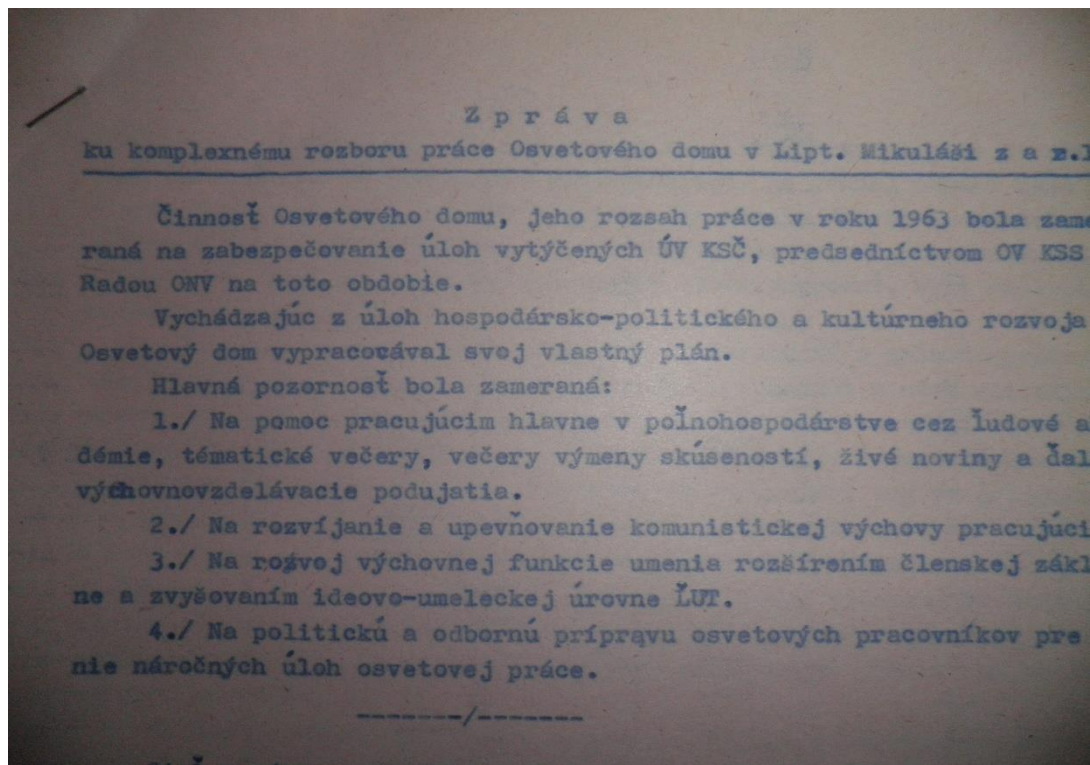 Z p r á v a
ku komplexnému rozboru práce Osvetového domu v Lipt. Mikuláši z a r.1
Činnosť Osvetového domu, jeho rozsah práce v roku 1963 bola zam
raná na zabezpečovanie úloh vytýčených ÚV KSČ, predsedníctvom OV KSS
Radou ONV na toto obdobie.
Vychádzajúc z úloh hospodársko-politického a kultúrneho rozvoja
Osvetový dom vypracovával svoj vlastný plán.
Hlavná pozornosť bola zameraná:
1./ Na pomoc pracujúcim hlavne v poľnohospodárstve cez ľudové a
démie, tématické večery, večery výmeny skúseností, živé noviny a ďal
výchovnovzdelávacie podujatia.
2./ Na rozvíjanie a upevňovanie komunistickej výchovy pracujúci
3./ Na rozvoj výchovnej funkcie umenia rozšírením členskej zákl
ne a zvyšovaním ideovo-umeleckej úrovne ĽUT.
4./ Na politickú a odbornú prípravu osvetových pracovníkov pre
nie náročných úloh osvetovej práce.
-------/-------